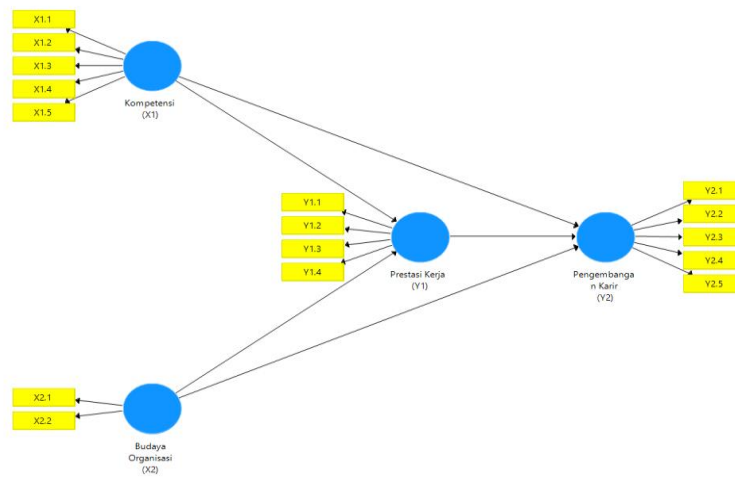 X1.1
X1.2
X1.3
X1.4
X1.5
Kompetensi
(X1)
Y1.1
Y1.2
Y1.3
Y1.4
Prestasi Kerja
(Y1)
Y2.1
Y2.2
Y2.3
Y2.4
Y2.5
Pengembanga
n Karir
(Y2)
X2.1
X2.2
Budaya
Organisasi
(X2)